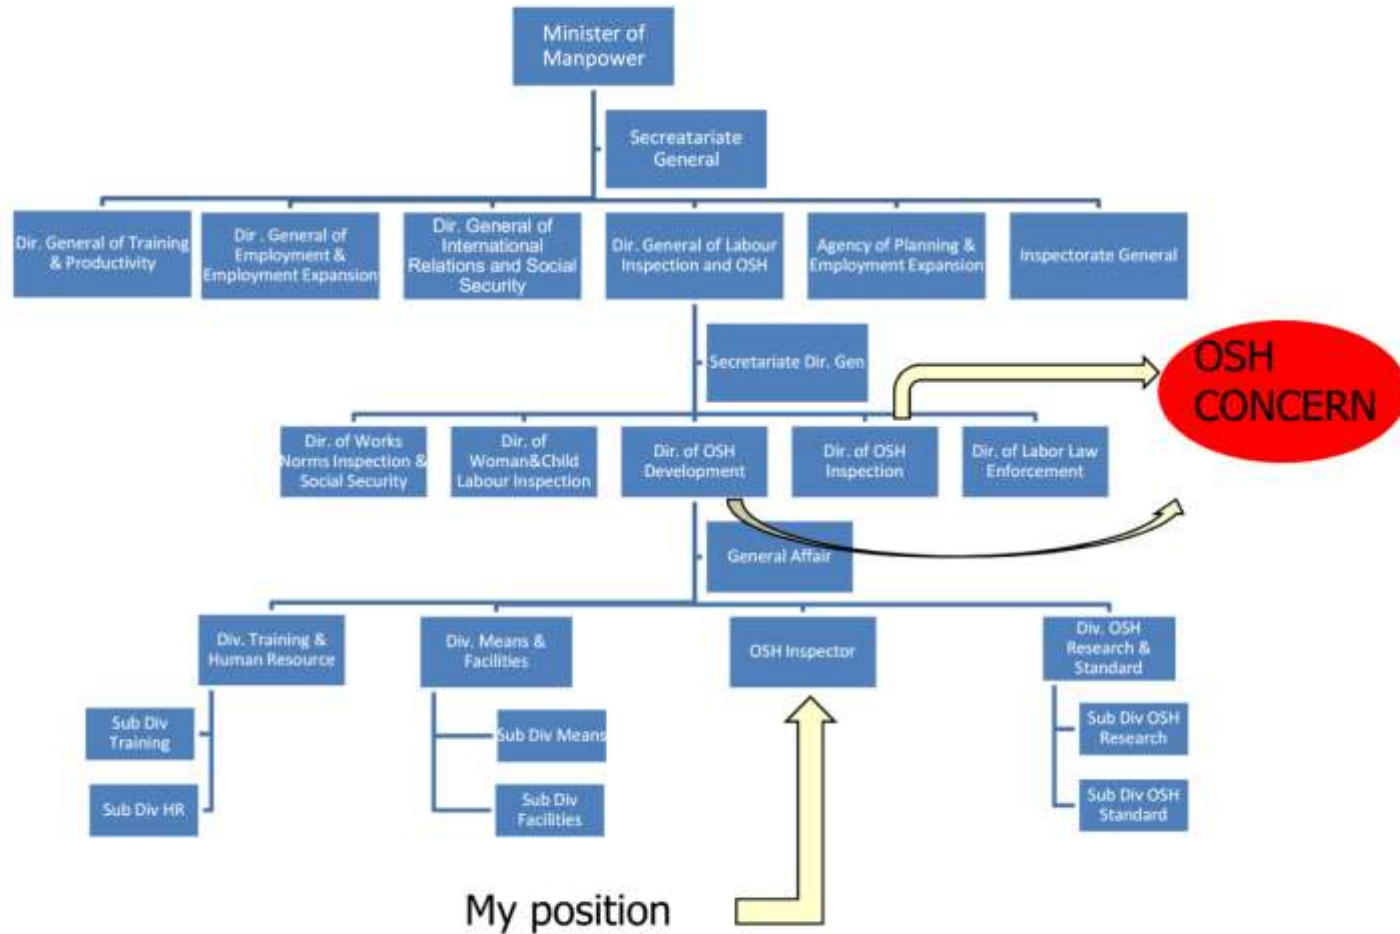 Minister of
Manpower
Secreatariate
General
Dir. General of Training
& Productivity
Dir . General of
Employment &
Employment Expansion
Dir. General of
International
Relations and Social
Security
Dir. General of Labour
Inspection and OSH
Agency of Planning &
Employment Expansion
Inspectorate General
Secretariate Dir. Gen
OSH
CONCERN
Dir. of Works
Norms Inspection &
Social Security
Dir. of
Woman&Child
Labour Inspection
Dir. of OSH
Development
Dir. of OSH
Inspection
Dir. of Labor Law
Enforcement
General Affair
Div. Training &
Human Resource
Div. Means &
Facilities
OSH Inspector
Div. OSH
Research &
Standard
Sub Div
Training
Sub Div HR
Sub Div Means
Sub Div
Facilities
Sub Div OSH
Research
Sub Div OSH
Standard
My position